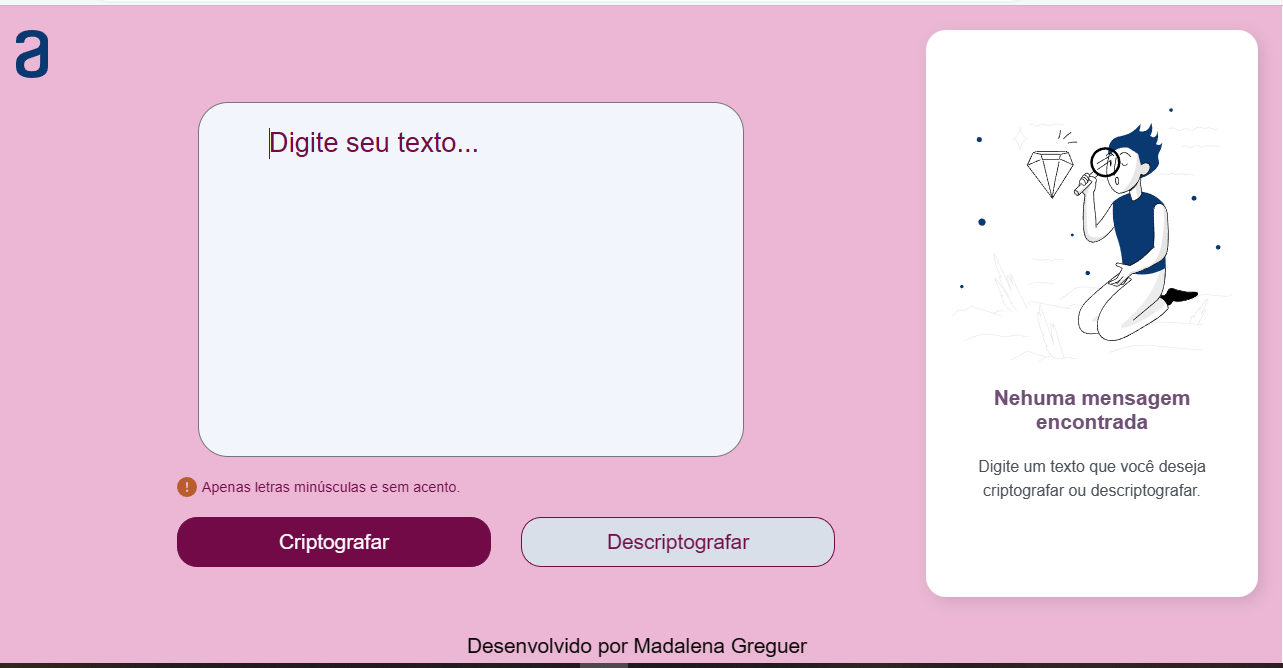 a
Digite seu texto...
! Apenas letras minúsculas e sem acento.
Criptografar
Descriptografar
Nehuma mensagem
encontrada
Digite um texto que você deseja
criptografar ou descriptografar.
Desenvolvido por Madalena Greguer